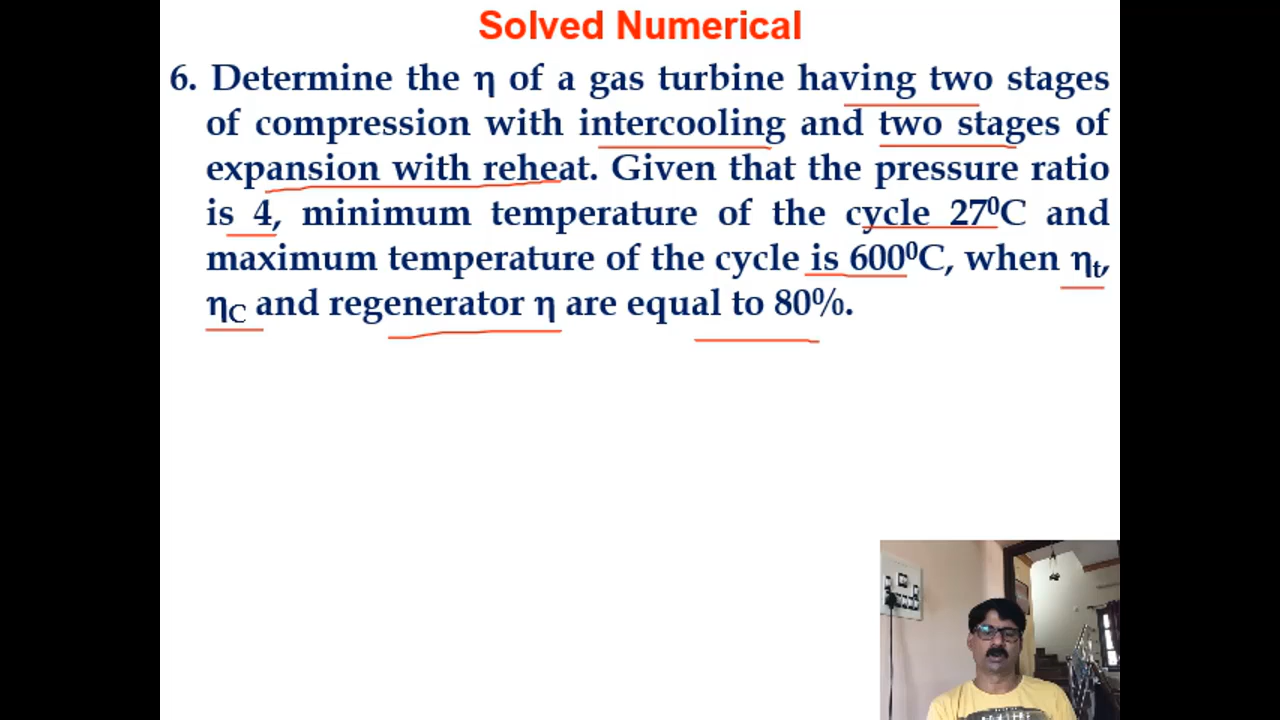 Solved Numerical
6. Determine the η of a gas turbine having two stages
of compression with intercooling and two stages of
expansion with reheat. Given that the pressure ratio
is 4, minimum temperature of the cycle 27⁰C and
maximum temperature of the cycle is 600⁰C, when ηt,
ηC and regenerator η are equal to 80%.